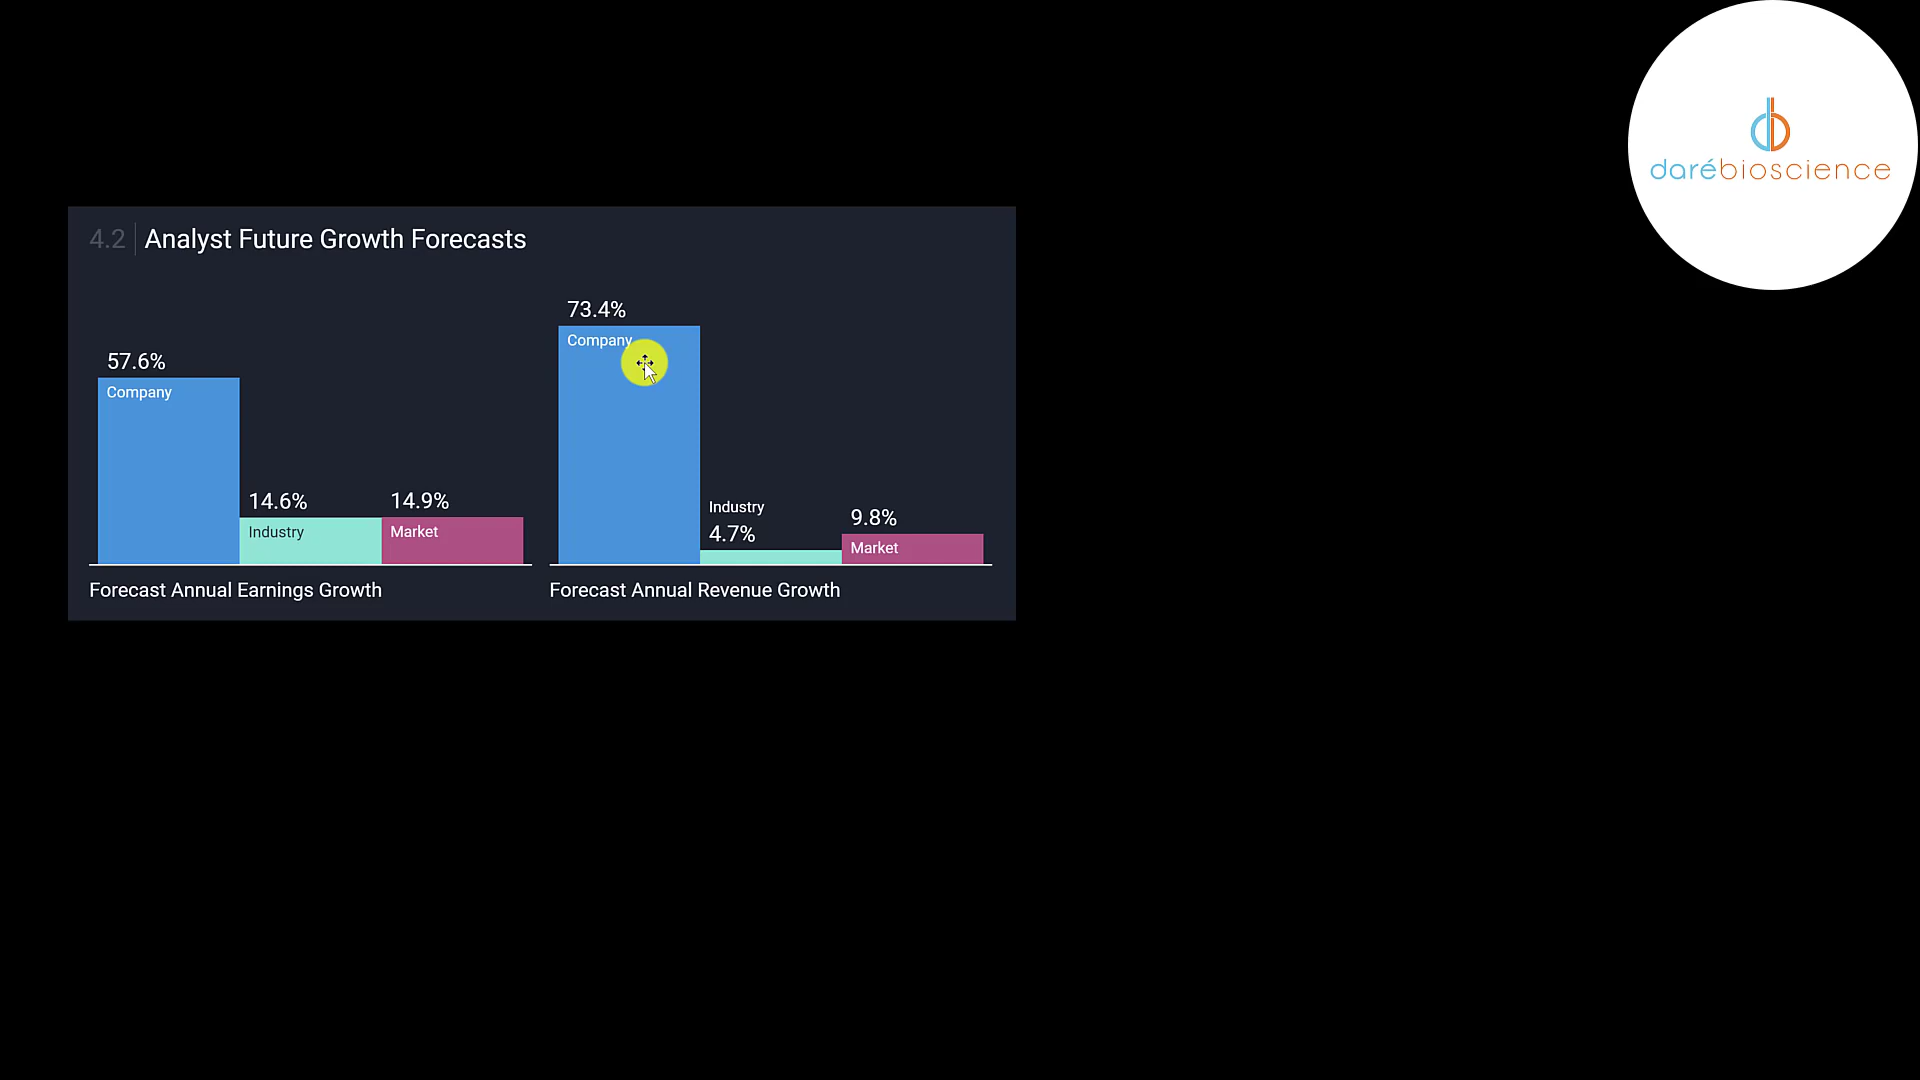 darébioscience
4.2 Analyst Future Growth Forecasts
57.6%
Company
14.6%
Industry
14.9%
Market
Forecast Annual Earnings Growth
73.4%
Company
Industry
4.7%
9.8%
Market
Forecast Annual Revenue Growth